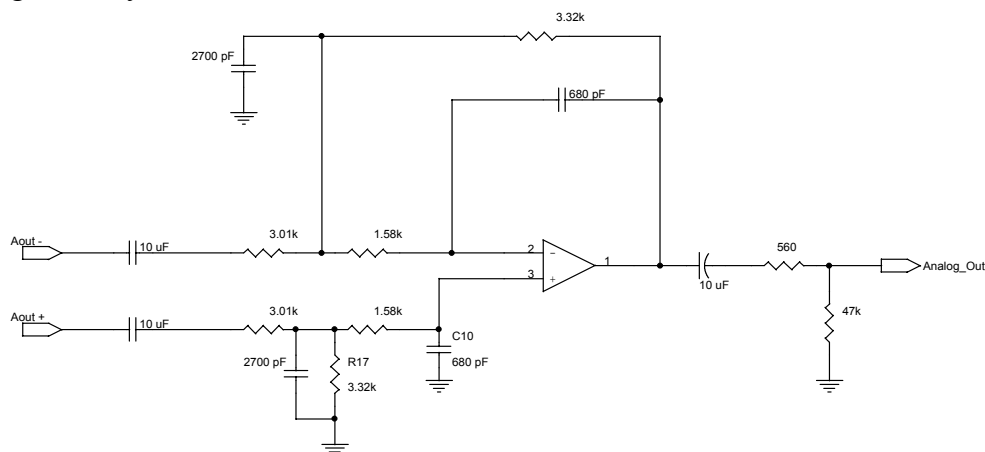 3.32k
2700 pF
680 pF
Aout -
10 uF
3.01k
1.58k
2
-
1
3
+
10 uF
560
Analog_Out
47k
Aout +
10 uF
3.01k
1.58k
C10
680 pF
2700 pF
R17
3.32k